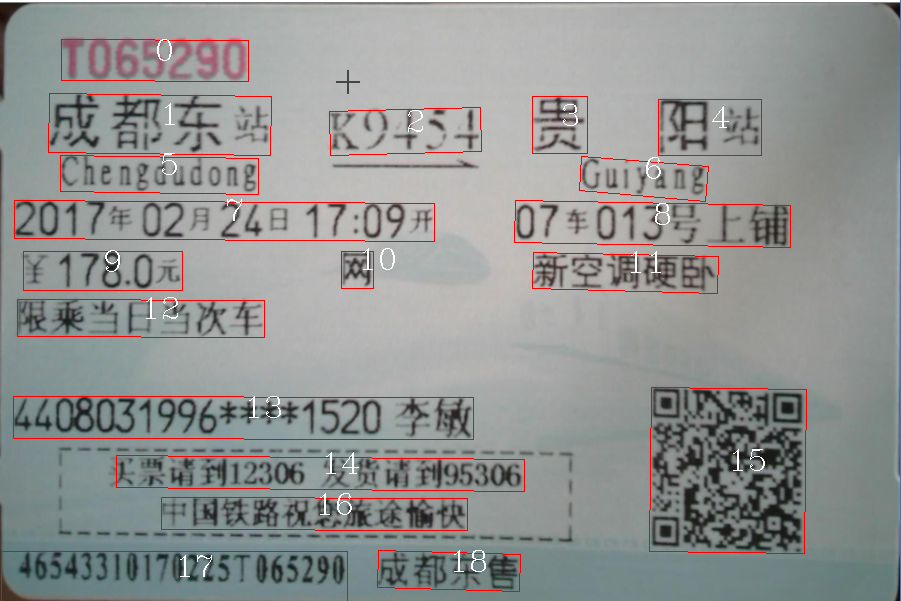 T065290
成都东站 K9454 贵阳站
Chengdudong Guiyang
2017年02月24日 17:09开 07车013号上铺
¥178.0元 网 新空调硬卧
限乘当日当次车
4408031996****1520 李敏
买票请到12306 发货请到95306
中国铁路祝您旅途愉快
46543310170225T065290 成都东售
0
1
2
3
4
5
6
7
8
9
10
11
12
13
14
15
16
17
18